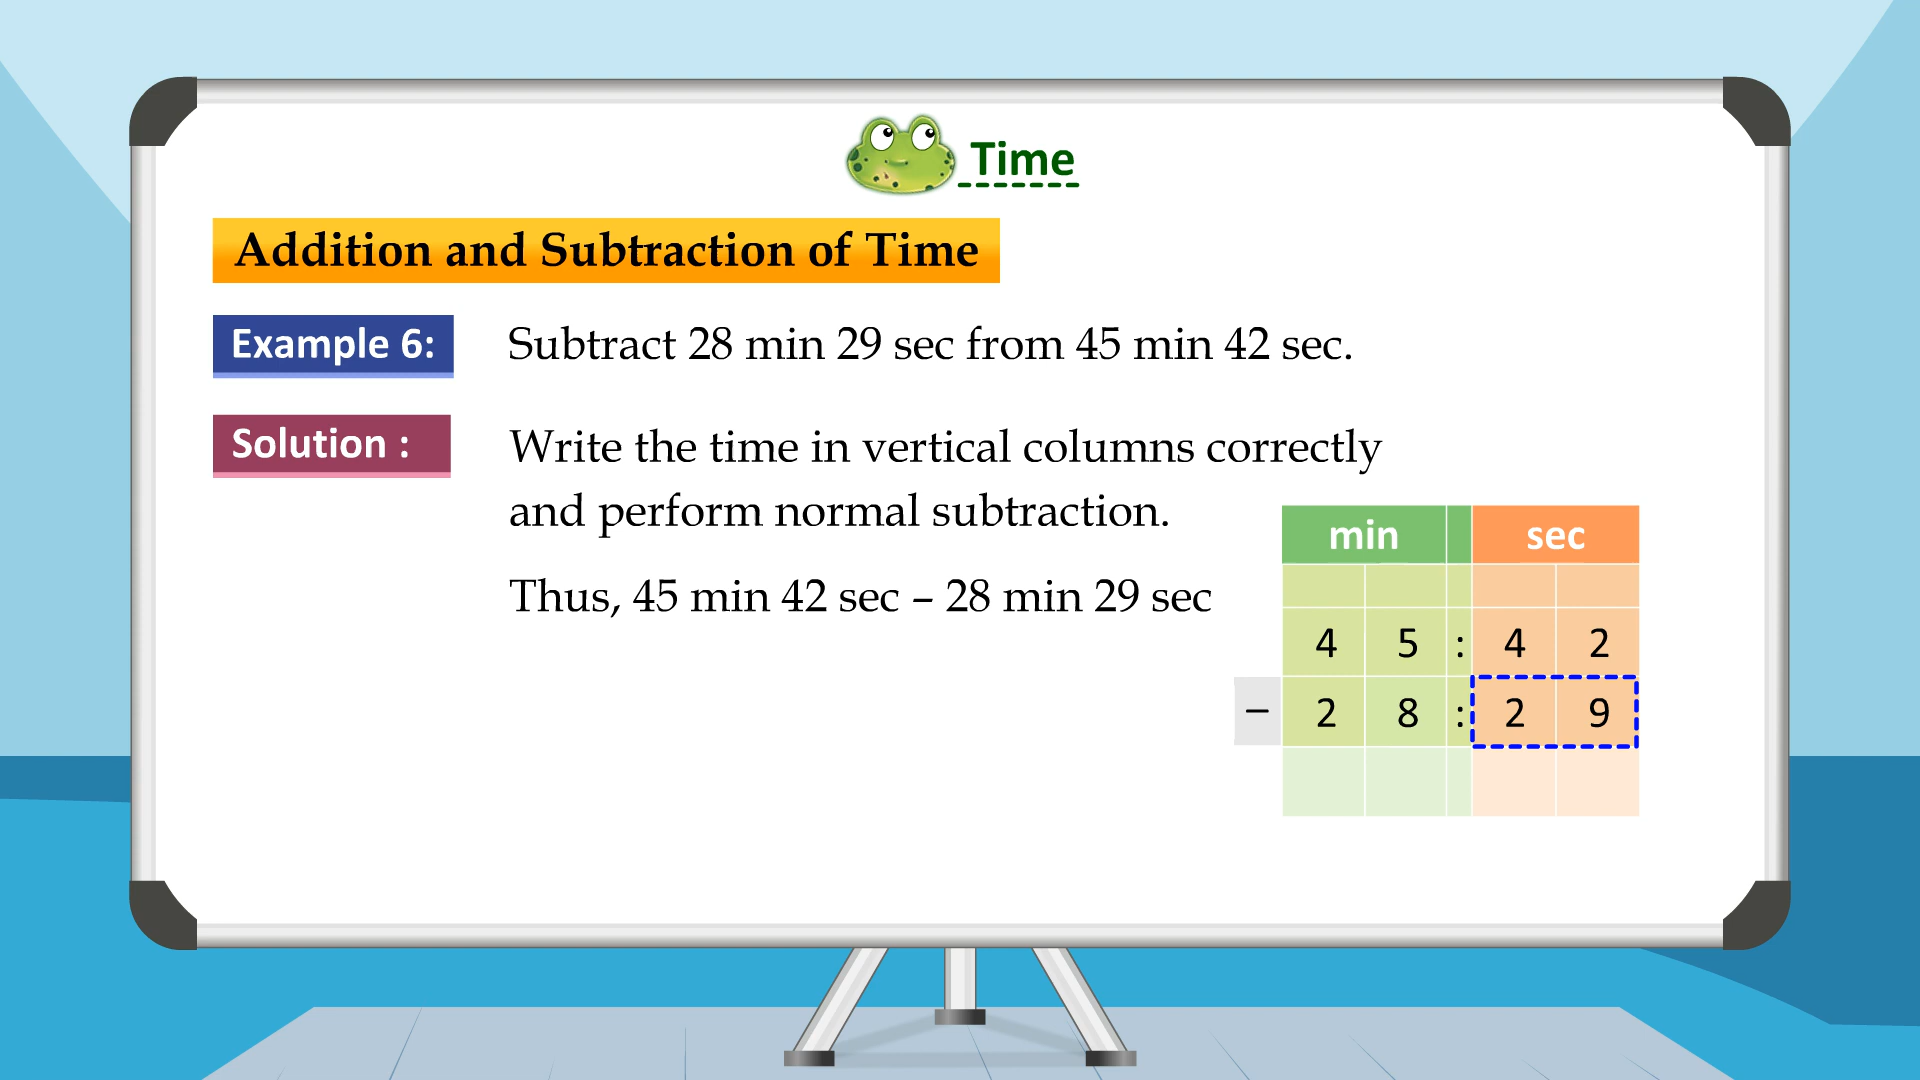 Time
Addition and Subtraction of Time
Example 6: Subtract 28 min 29 sec from 45 min 42 sec.
Solution : Write the time in vertical columns correctly
and perform normal subtraction.
Thus, 45 min 42 sec – 28 min 29 sec
min sec
4 5 : 4 2
– 2 8 : 2 9